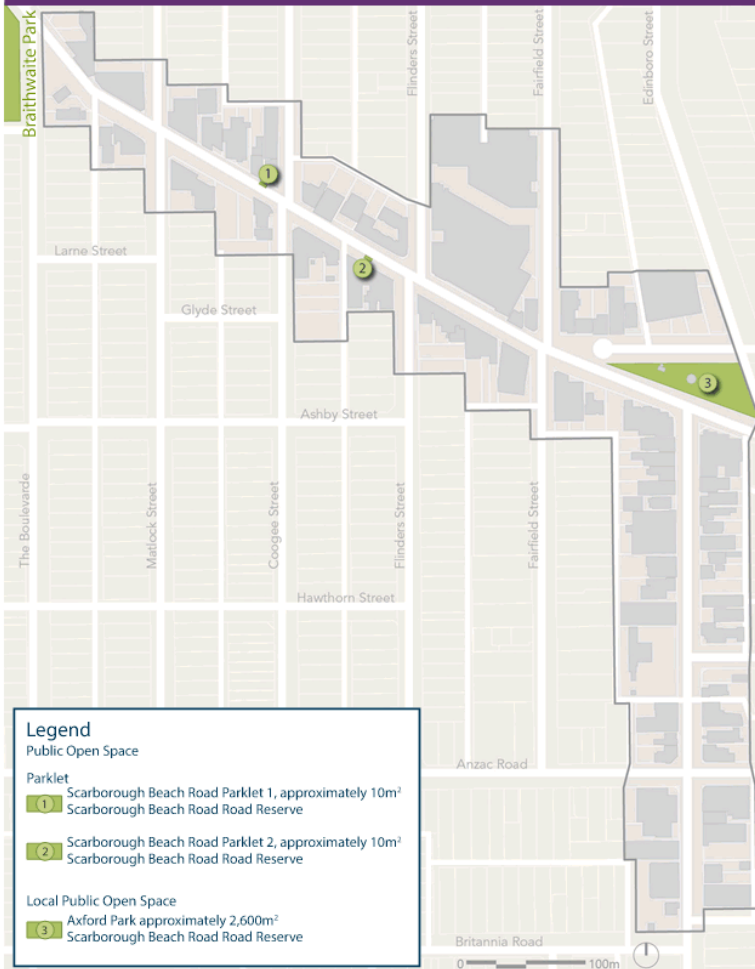 Braithwaite Park
Flinders Street
Fairfield Street
Edinboro Street
1
2
3
Larne Street
Glyde Street
Ashby Street
The Boulevarde
Matlock Street
Coogee Street
Flinders Street
Fairfield Street
Hawthorn Street
Anzac Road
Britannia Road
0 100m
Legend
Public Open Space
Parklet
1 Scarborough Beach Road Parklet 1, approximately 10m²
Scarborough Beach Road Road Reserve
2 Scarborough Beach Road Parklet 2, approximately 10m²
Scarborough Beach Road Road Reserve
Local Public Open Space
3 Axford Park approximately 2,600m²
Scarborough Beach Road Road Reserve